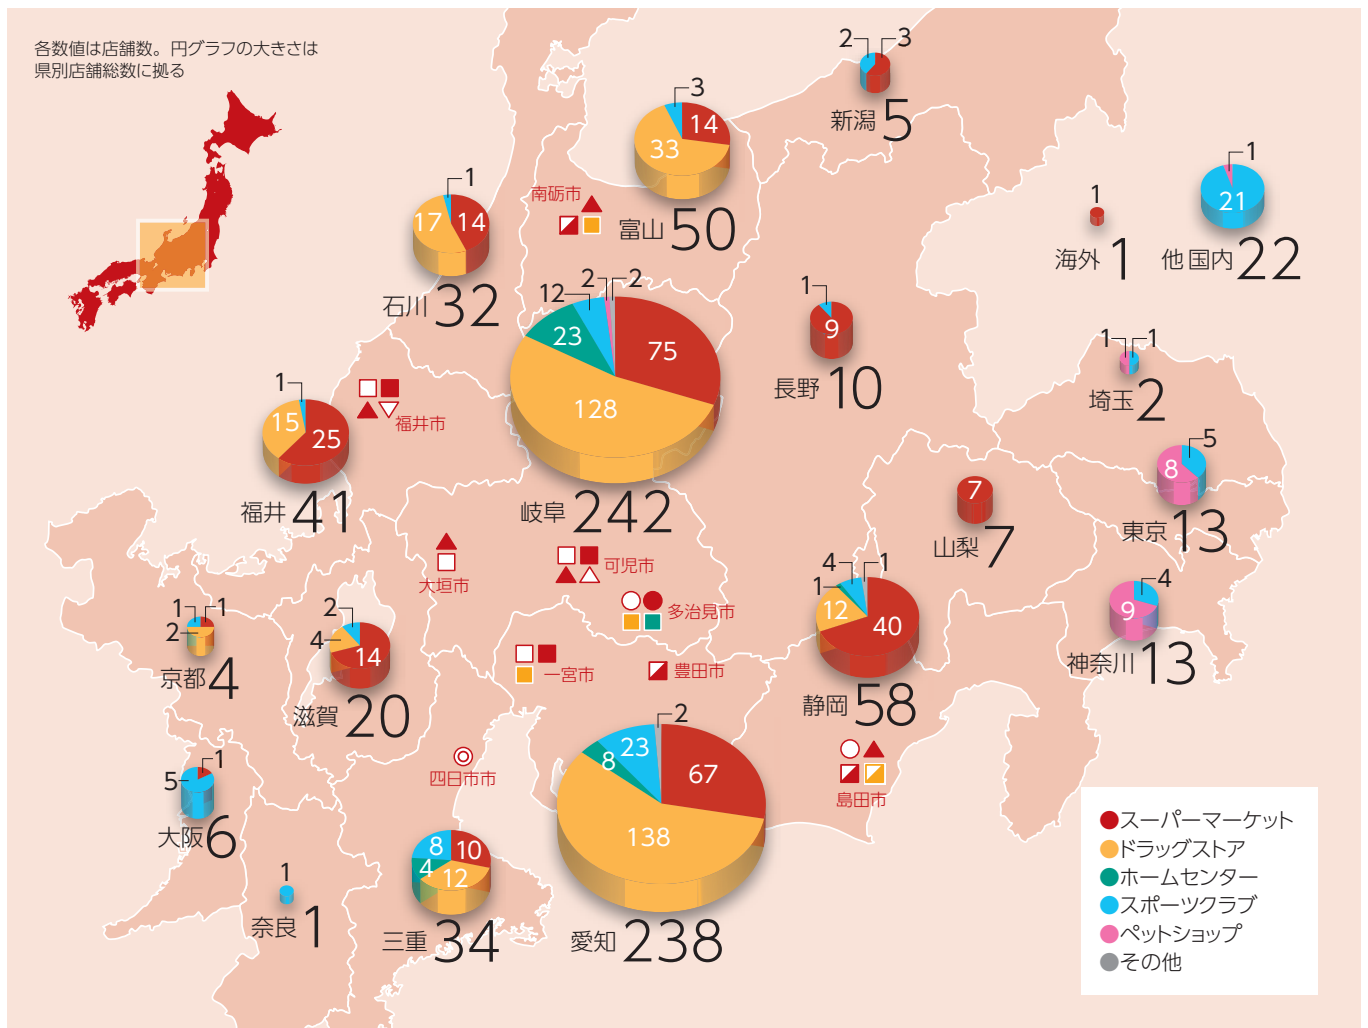 各数値は店舗数。円グラフの大きさは
県別店舗総数に拠る
2 3
新潟 5
3
14
33
富山 50
南砺市
1
17 14
石川 32
1
海外 1
1
21
他国内 22
2 2
12
23
75
128
岐阜 242
1
9
長野 10
1 1
埼玉 2
1
15
25
福井 41
福井市
5
8
東京 13
7
山梨 7
大垣市
可児市
多治見市
4 1
1
12
40
静岡 58
4
9
神奈川 13
1 1
2
京都 4
2
4
14
滋賀 20
一宮市
豊田市
島田市
四日市市
5 1
大阪 6
2
23
8
67
138
愛知 238
1
奈良 1
8 10
4 12
三重 34
スーパーマーケット
ドラッグストア
ホームセンター
スポーツクラブ
ペットショップ
その他